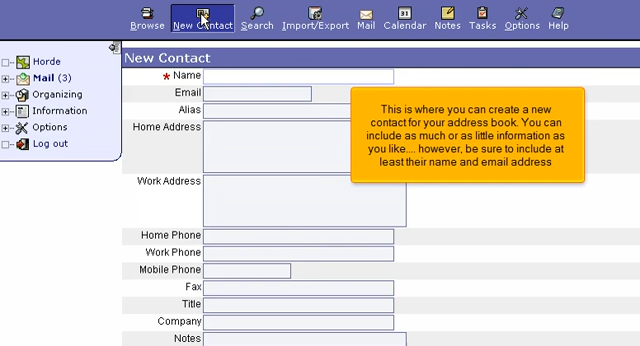 Browse New Contact Search Import/Export Mail Calendar Notes Tasks Options Help
Horde
Mail (3)
Organizing
Information
Options
Log out
New Contact
* Name
Email
Alias
Home Address
Work Address
Home Phone
Work Phone
Mobile Phone
Fax
Title
Company
Notes
This is where you can create a new
contact for your address book. You can
include as much or as little information as
you like.... however, be sure to include at
least their name and email address